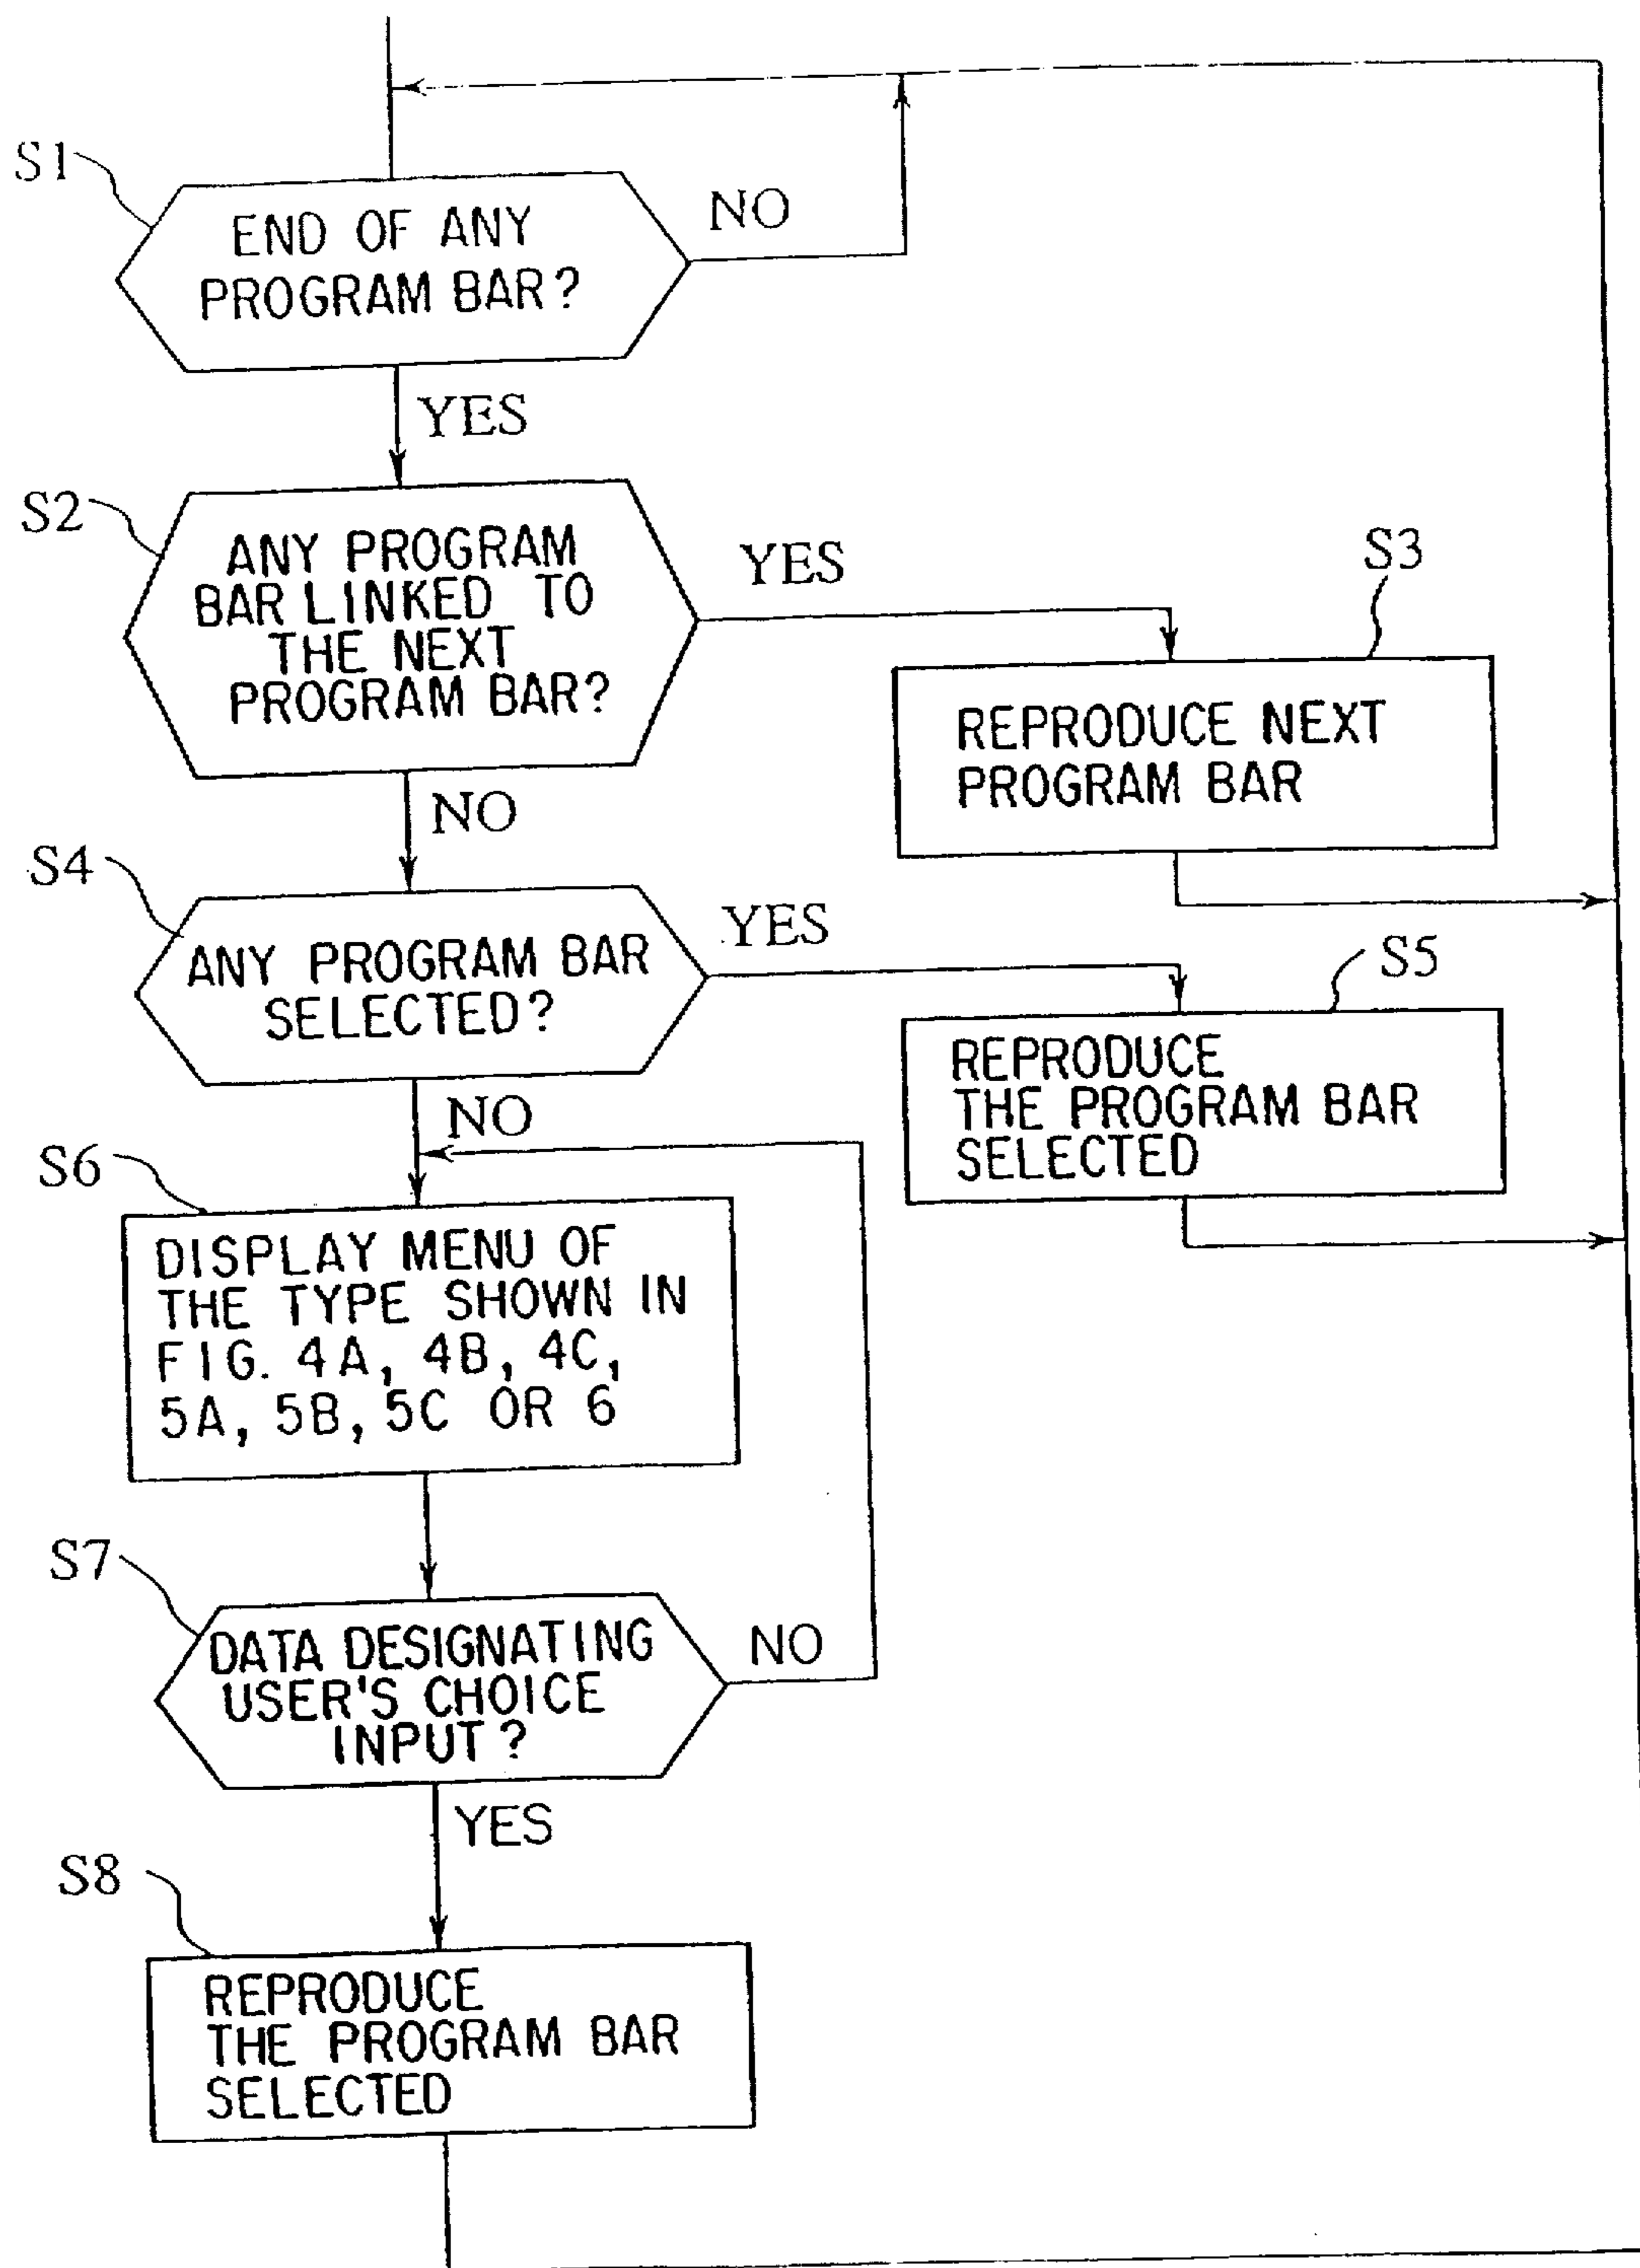 S1
END OF ANY
PROGRAM BAR?
NO
YES
S2
ANY PROGRAM
BAR LINKED TO
THE NEXT
PROGRAM BAR?
YES
S3
REPRODUCE NEXT
PROGRAM BAR
NO
S4
ANY PROGRAM BAR
SELECTED?
YES
S5
REPRODUCE
THE PROGRAM BAR
SELECTED
NO
S6
DISPLAY MENU OF
THE TYPE SHOWN IN
FIG. 4A, 4B, 4C,
5A, 5B, 5C OR 6
S7
DATA DESIGNATING
USER'S CHOICE
INPUT?
NO
YES
S8
REPRODUCE
THE PROGRAM BAR
SELECTED